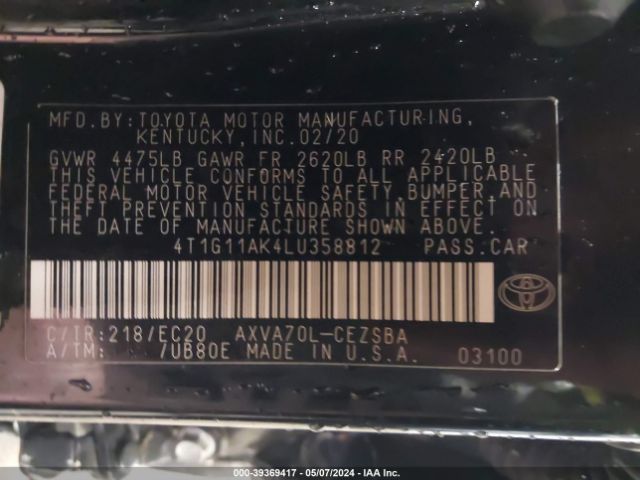 MFD.BY:TOYOTA MOTOR MANUFACTURING,
KENTUCKY,INC.02/20
GVWR 4475LB GAWR FR 2620LB RR 2420LB
THIS VEHICLE CONFORMS TO ALL APPLICABLE
FEDERAL MOTOR VEHICLE SAFETY,BUMPER,AND
THEFT PREVENTION STANDARDS IN EFFECT ON
THE DATE OF MANUFACTURE SHOWN ABOVE.
4T1G11AK4LU358812 PASS.CAR
C/TR:218/EC20 AXVA70L-CEZSBA
A/TM: /UB80E MADE IN U.S.A. 03100
000-39369417 - 05/07/2024 - IAA Inc.